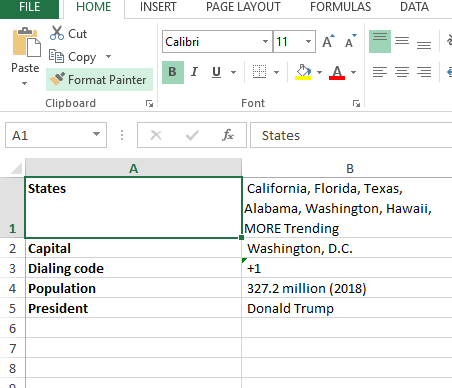 FILE HOME INSERT PAGE LAYOUT FORMULAS DATA
Cut
Copy
Paste
Format Painter
Calibri 11
A A
B I U A
Clipboard Font
A1 fx States
A B
1 States California, Florida, Texas,
Alabama, Washington, Hawaii,
MORE Trending
2 Capital Washington, D.C.
3 Dialing code +1
4 Population 327.2 million (2018)
5 President Donald Trump
6
7
8